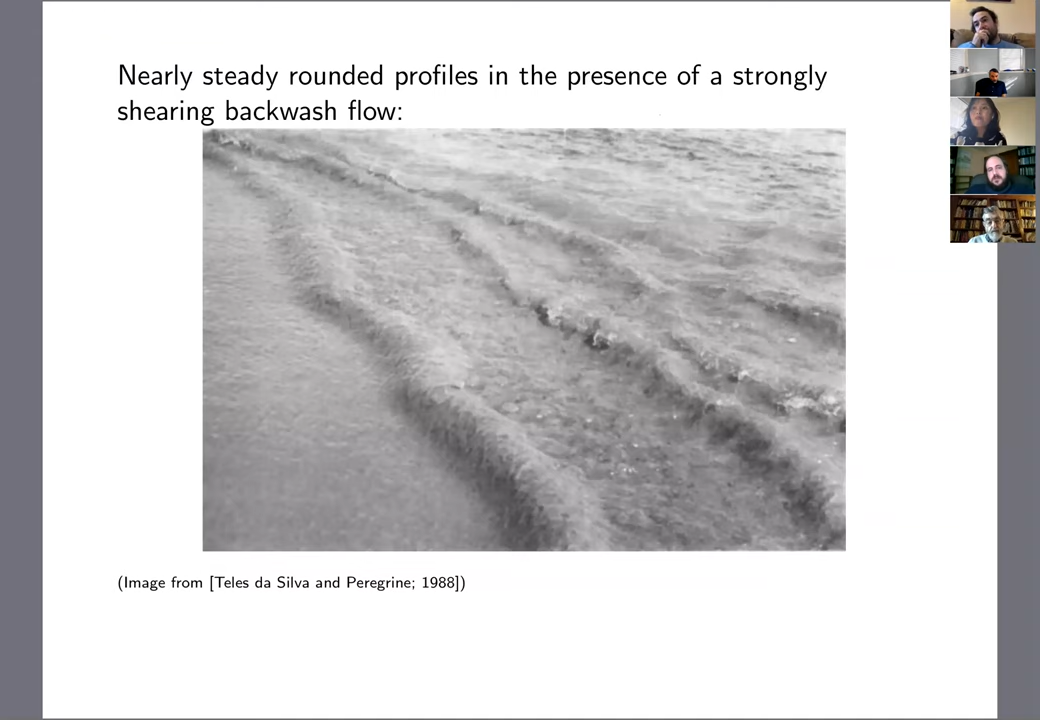 Nearly steady rounded profiles in the presence of a strongly
shearing backwash flow:
(Image from [Teles da Silva and Peregrine; 1988])